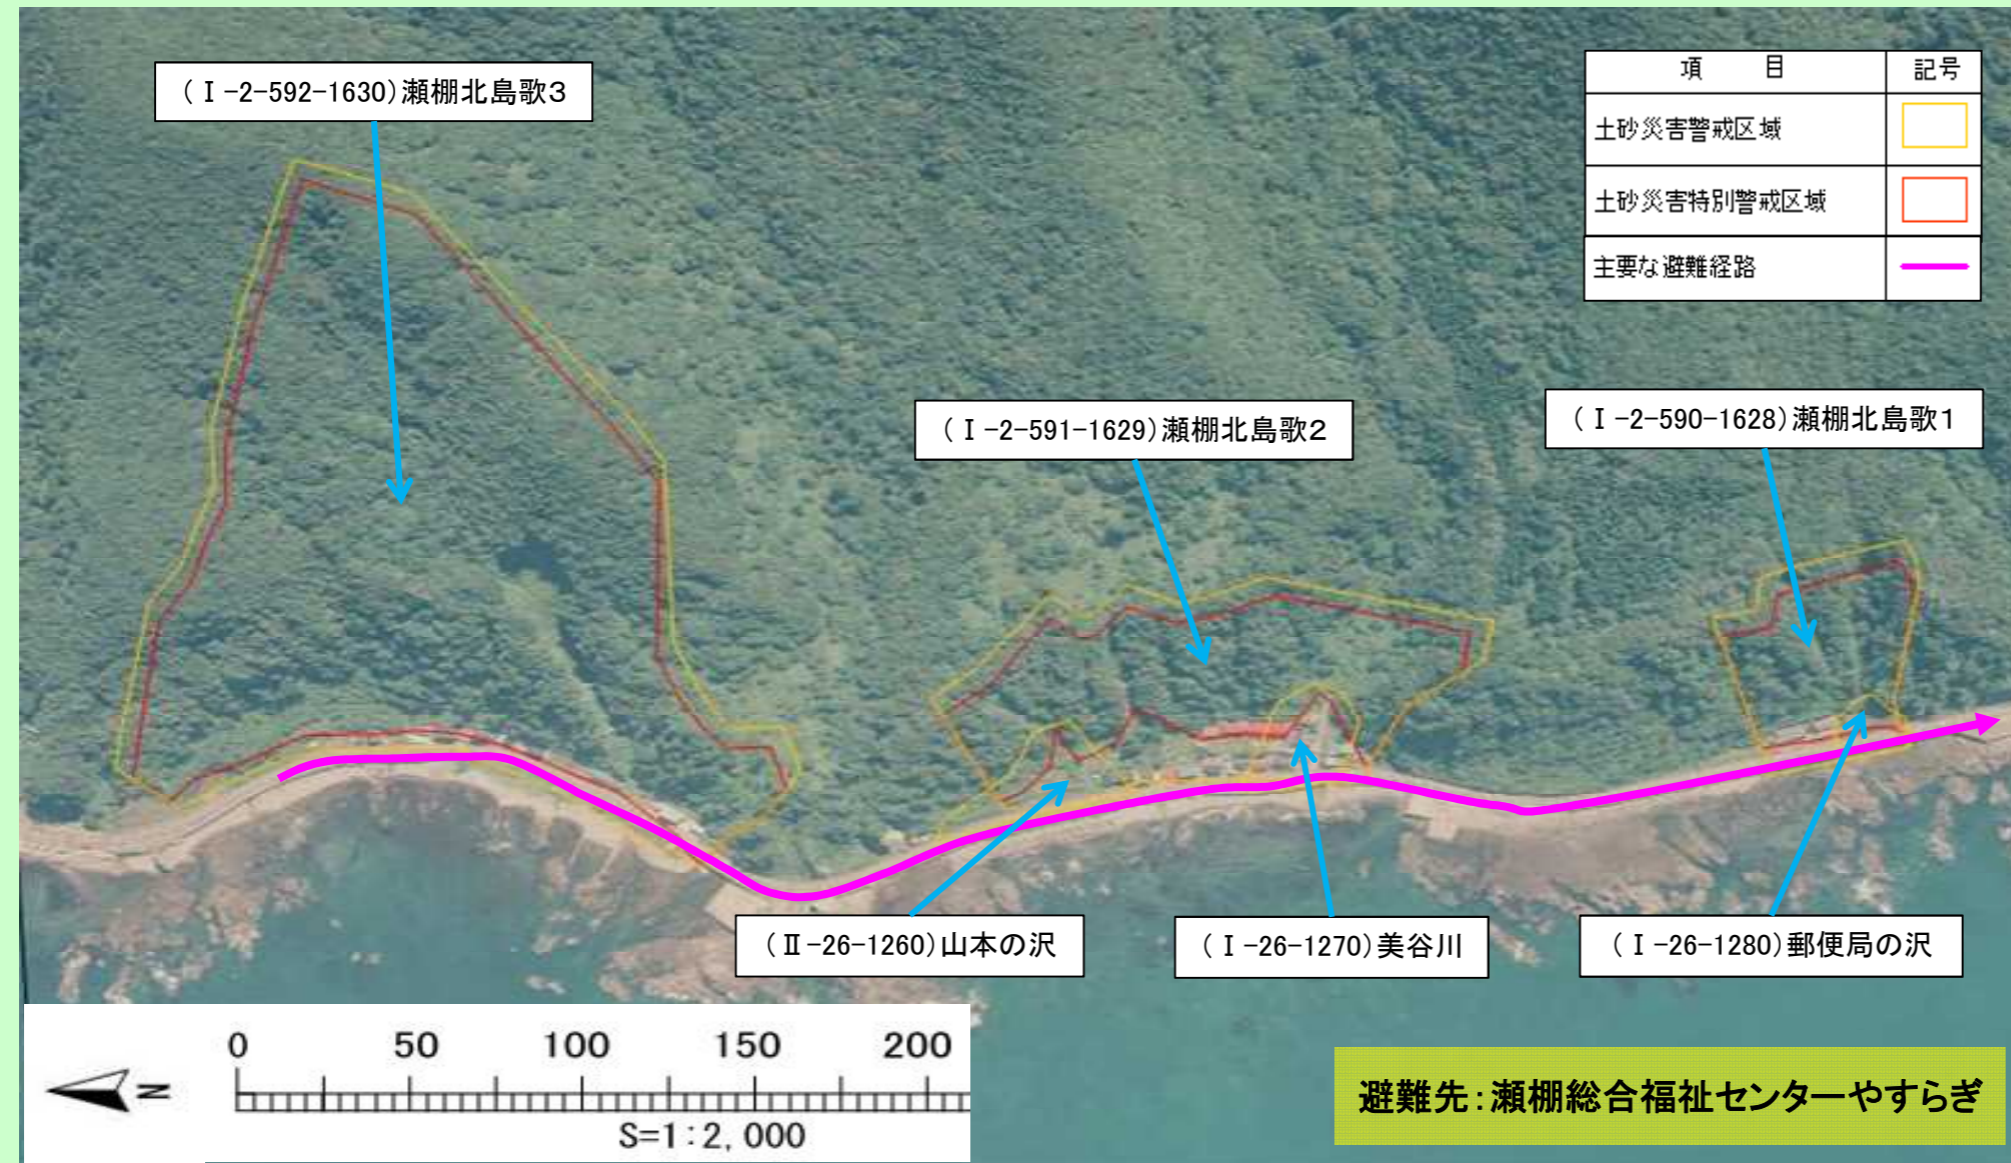 (Ⅰ-2-592-1630)瀬棚北島歌3
項　目　記号
土砂災害警戒区域
土砂災害特別警戒区域
主要な避難経路
(Ⅰ-2-591-1629)瀬棚北島歌2
(Ⅰ-2-590-1628)瀬棚北島歌1
(Ⅱ-26-1260)山本の沢
(Ⅰ-26-1270)美谷川
(Ⅰ-26-1280)郵便局の沢
0 50 100 150 200
S=1:2,000
N
避難先:瀬棚総合福祉センターやすらぎ